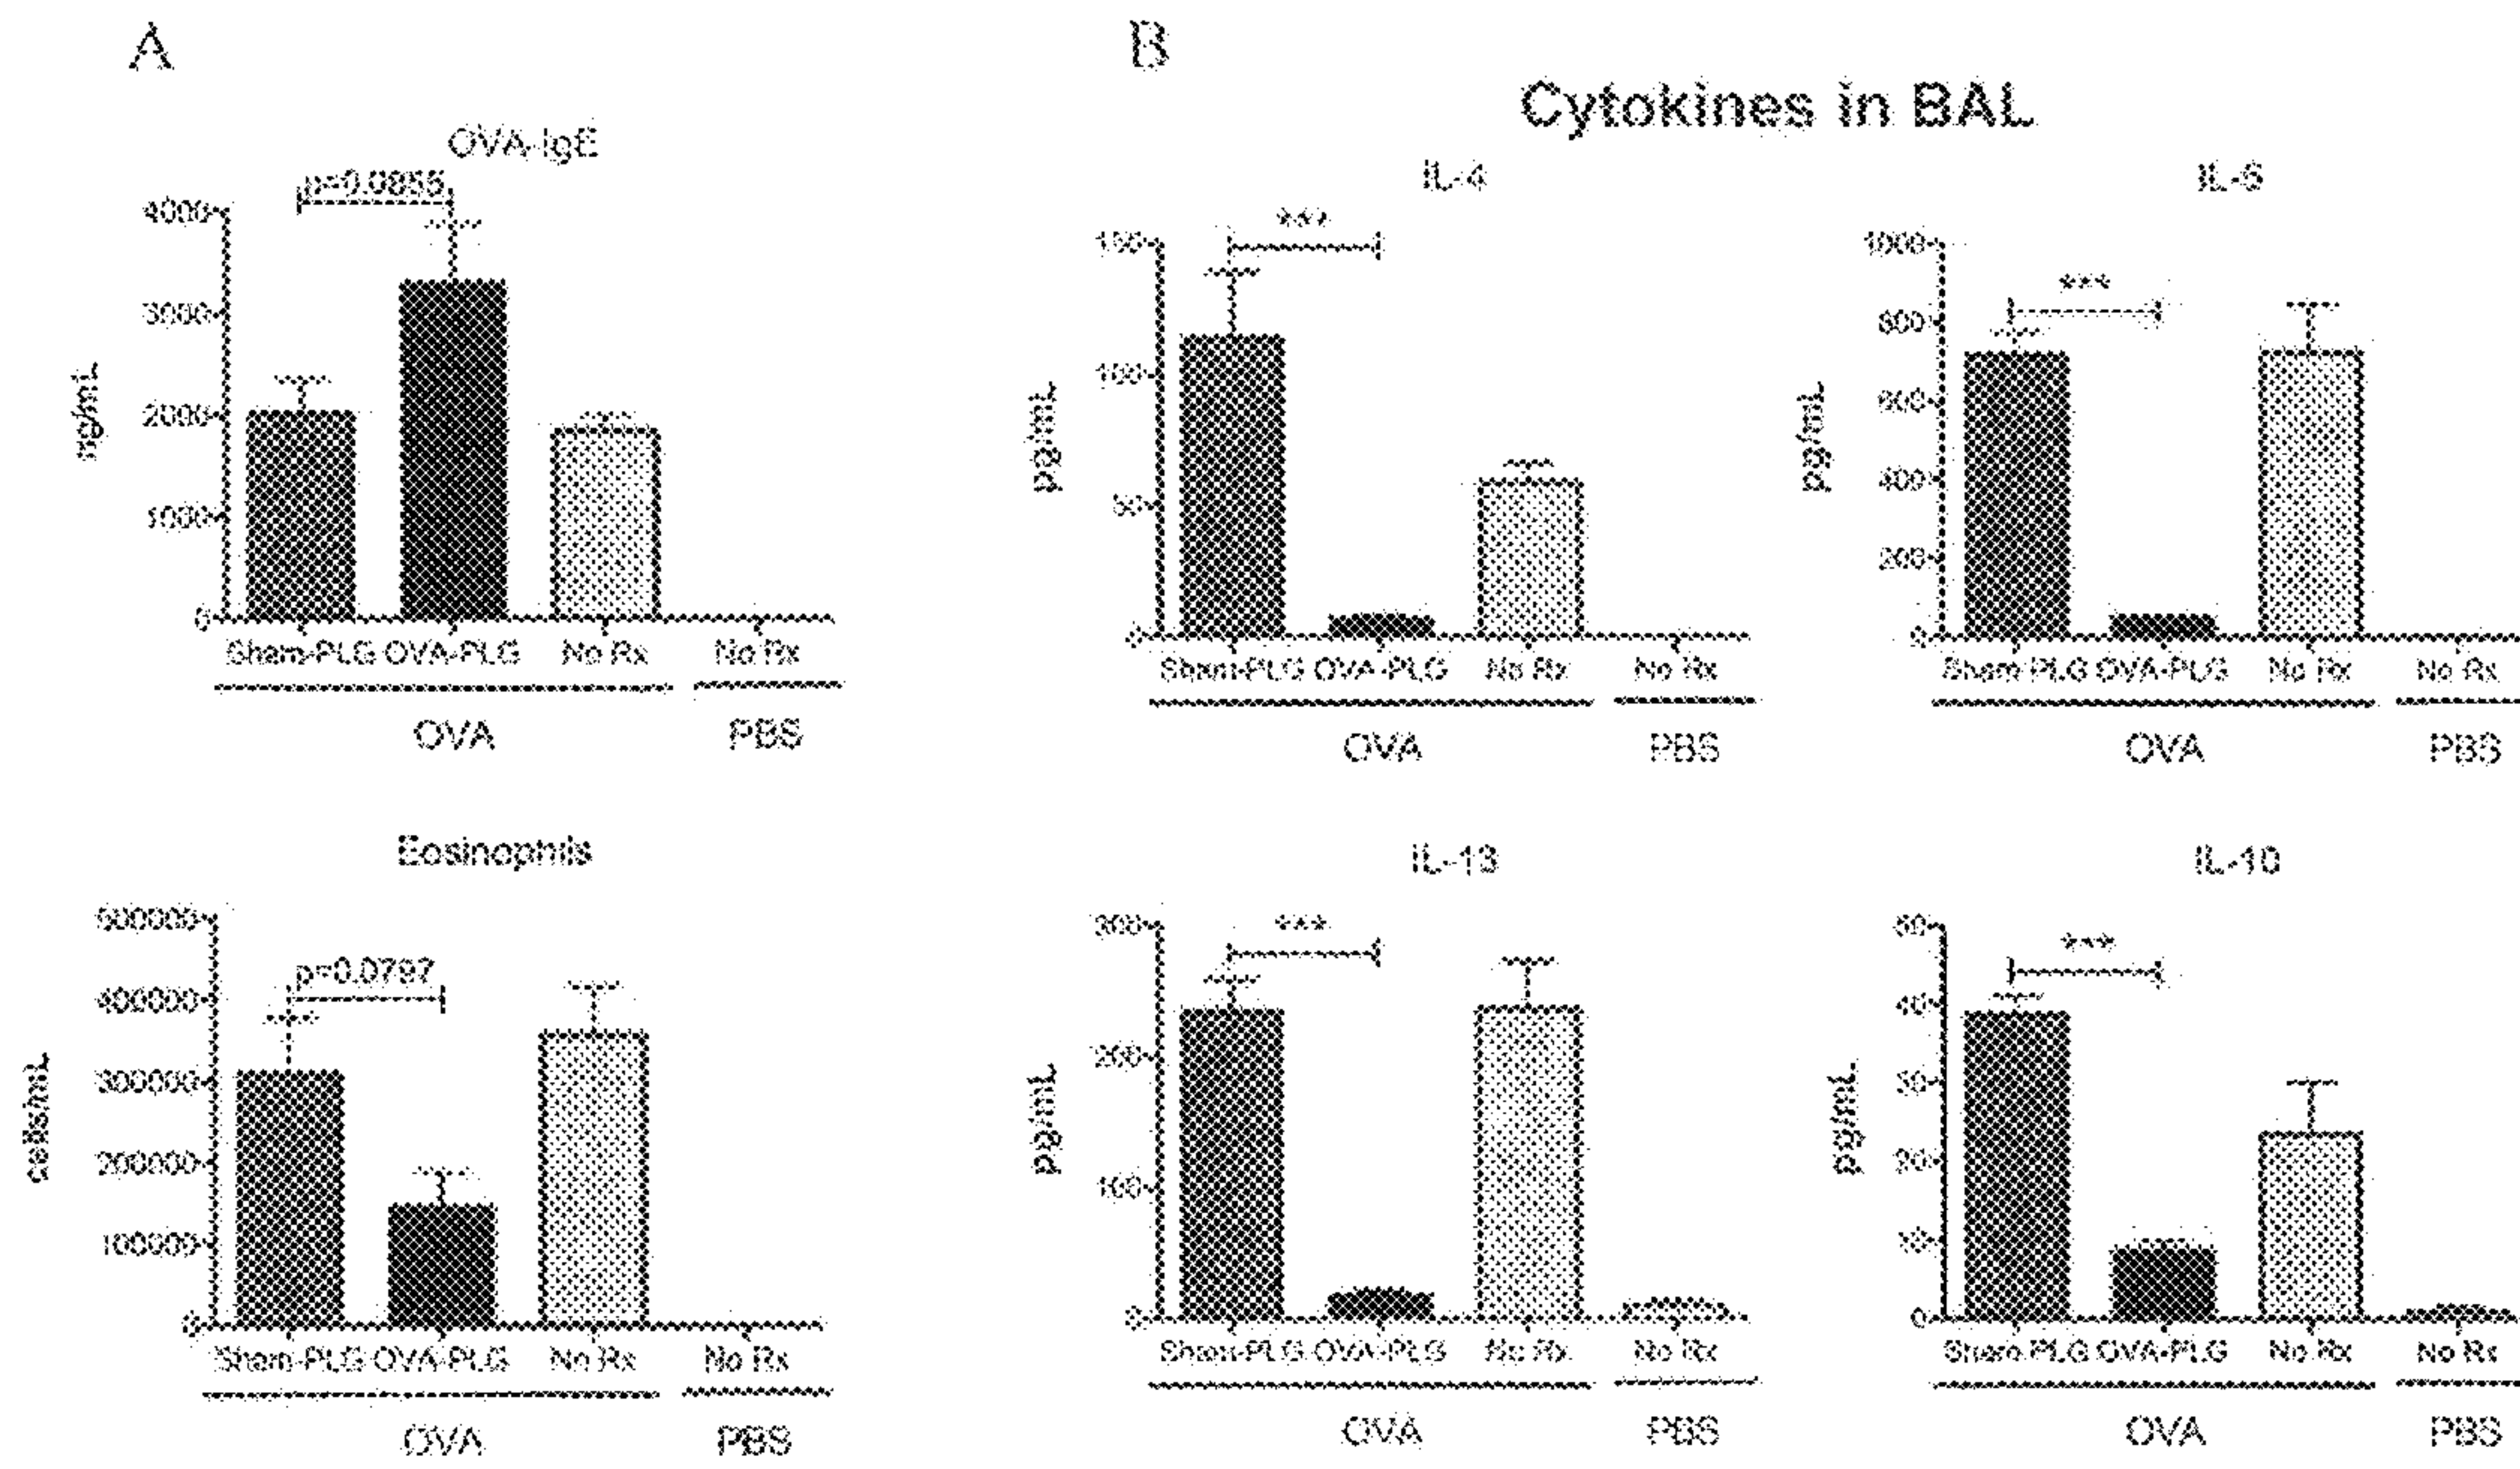 A
OVA-IgE
4000
3000
2000
1000
0
ng/mL
Sham-PLG OVA-PLG No Rx No Rx
OVA PBS
Eosinophils
p=0.0797
500000
400000
300000
200000
100000
0
cells/mL
Sham-PLG OVA-PLG No Rx No Rx
OVA PBS
B
Cytokines in BAL
IL-4
***
150
100
50
0
pg/mL
Sham-PLG OVA-PLG No Rx No Rx
OVA PBS
***
1000
800
600
400
200
0
pg/mL
Sham-PLG OVA-PLG No Rx No Rx
OVA PBS
IL-13
***
300
200
100
0
pg/mL
Sham-PLG OVA-PLG No Rx No Rx
OVA PBS
IL-10
***
50
40
30
20
10
0
pg/mL
Sham-PLG OVA-PLG No Rx No Rx
OVA PBS